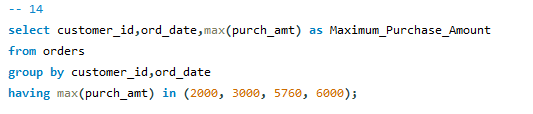 -- 14
select customer_id,ord_date,max(purch_amt) as Maximum_Purchase_Amount
from orders
group by customer_id,ord_date
having max(purch_amt) in (2000, 3000, 5760, 6000);